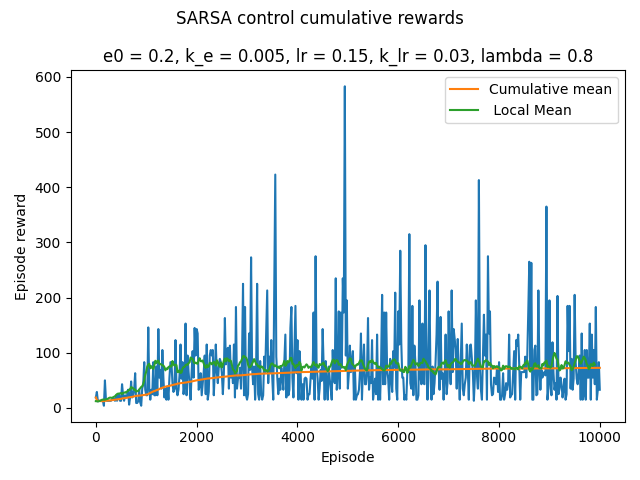 SARSA control cumulative rewards
e0 = 0.2, k_e = 0.005, lr = 0.15, k_lr = 0.03, lambda = 0.8
Cumulative mean
Local Mean
600
500
400
300
200
100
0
Episode reward
0
2000
4000
6000
8000
10000
Episode